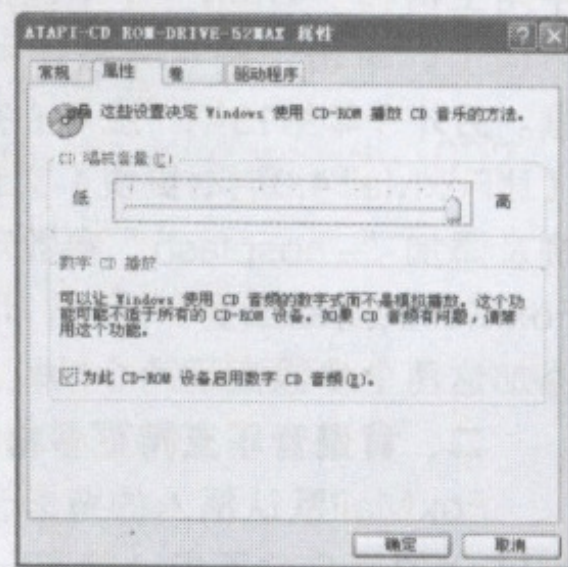 ATAPI-CD ROM-DRIVE-52MAX 属性
常规 属性 卷 驱动程序
这些设置决定 Windows 使用 CD-ROM 播放 CD 音乐的方法。
CD 播放音量(C)
低 高
数字 CD 播放
可以让 Windows 使用 CD 音频的数字式而不是模拟播放。这个功
能可能不适于所有的 CD-ROM 设备。如果 CD 音频有问题，请禁
用这个功能。
为此 CD-ROM 设备启用数字 CD 音频(E)。
确定 取消